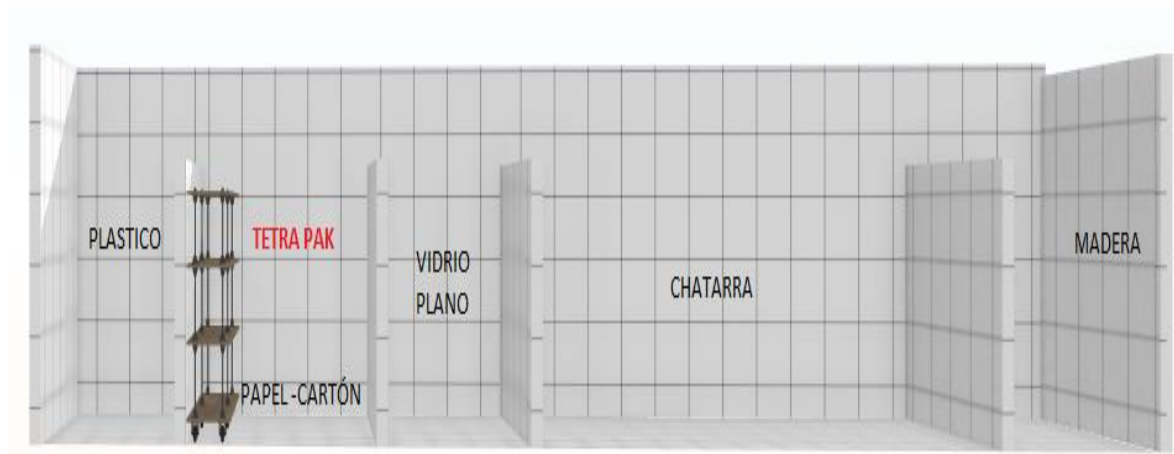 PLASTICO
TETRA PAK
PAPEL-CARTÓN
VIDRIO
PLANO
CHATARRA
MADERA